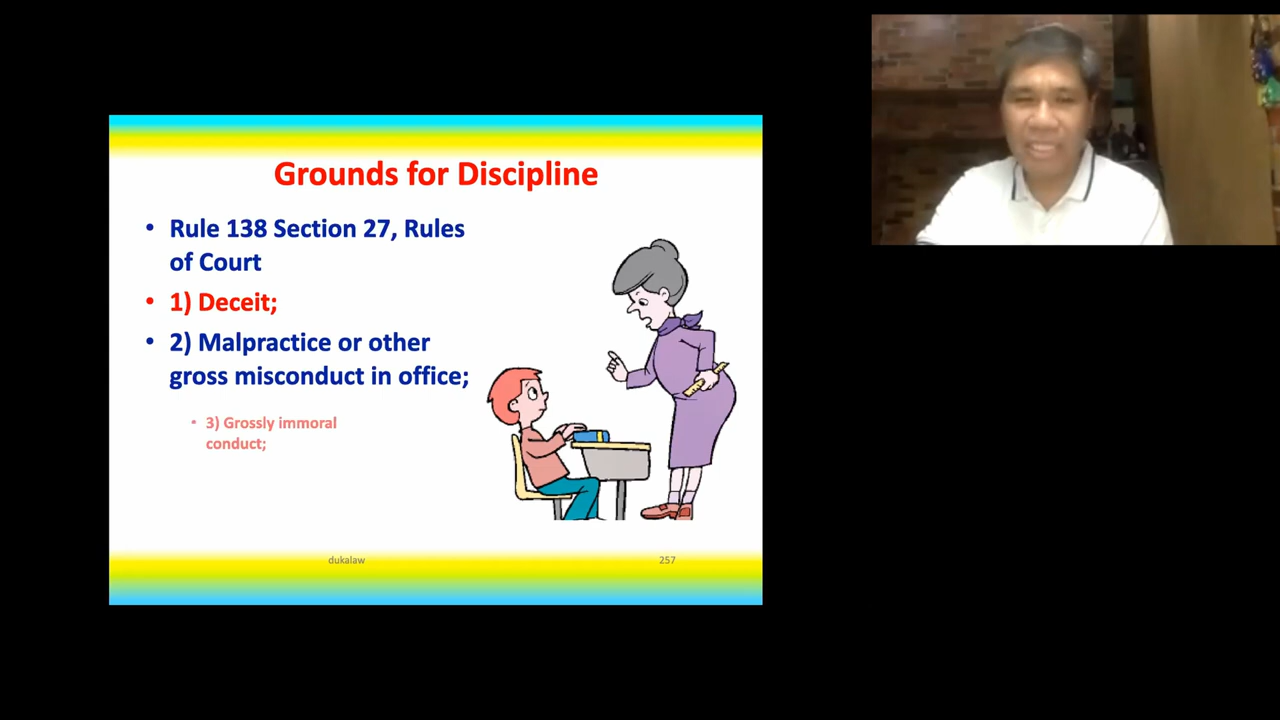 Grounds for Discipline
• Rule 138 Section 27, Rules
of Court
• 1) Deceit;
• 2) Malpractice or other
gross misconduct in office;
• 3) Grossly immoral
conduct;
dukalaw
257